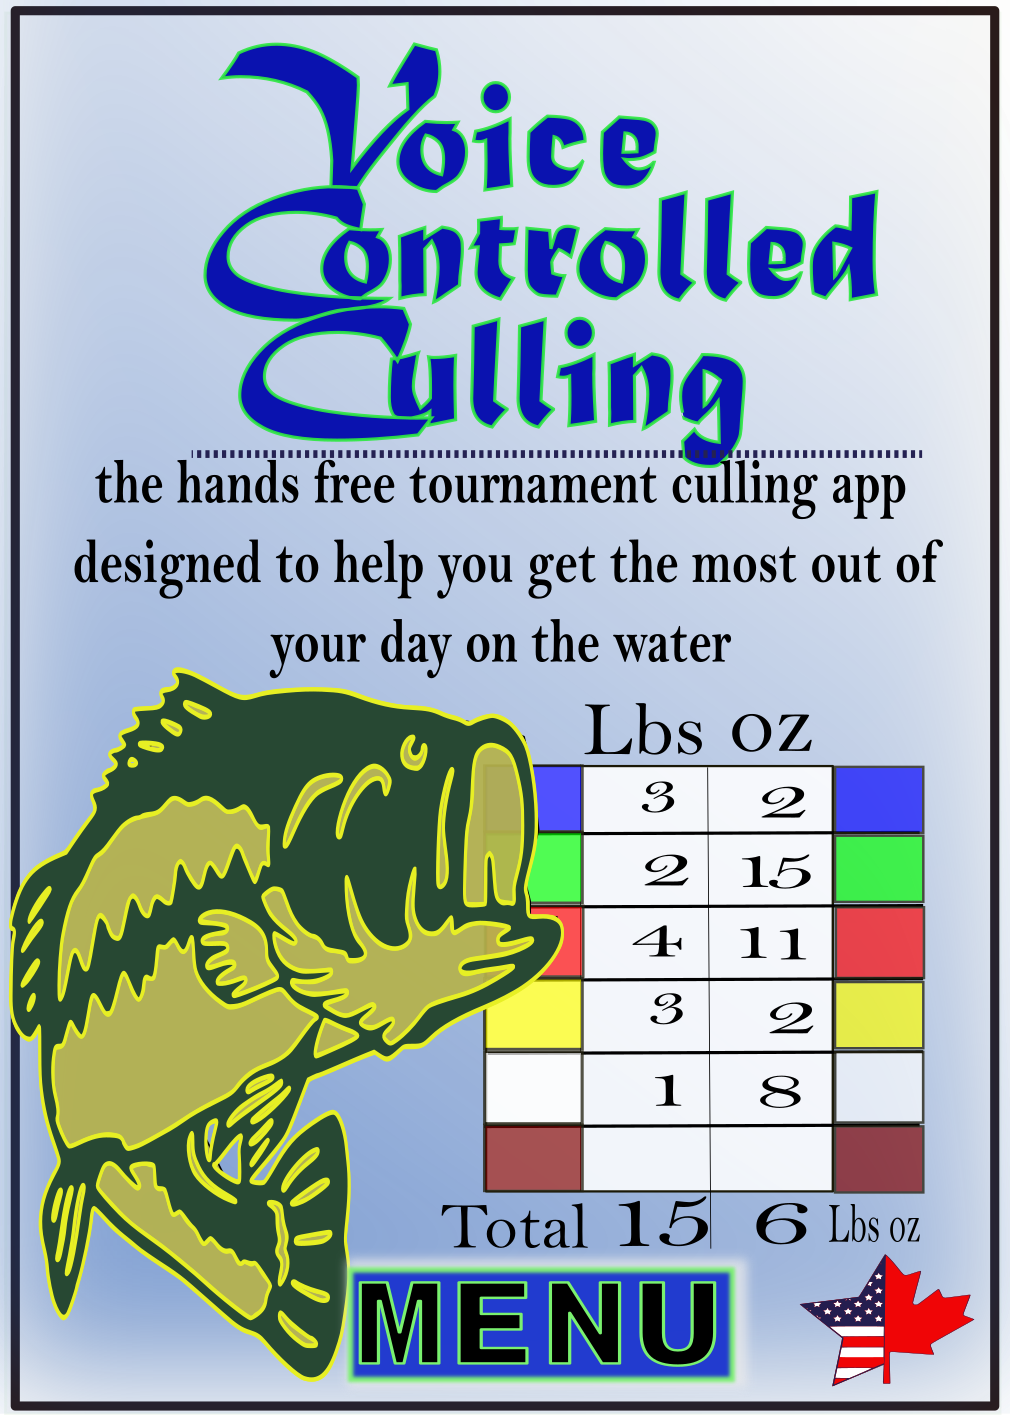 Voice
Controlled
Culling
the hands free tournament culling app
designed to help you get the most out of
your day on the water
Lbs oz
3 2
2 15
4 11
3 2
1 8
Total 15 6 Lbs oz
MENU